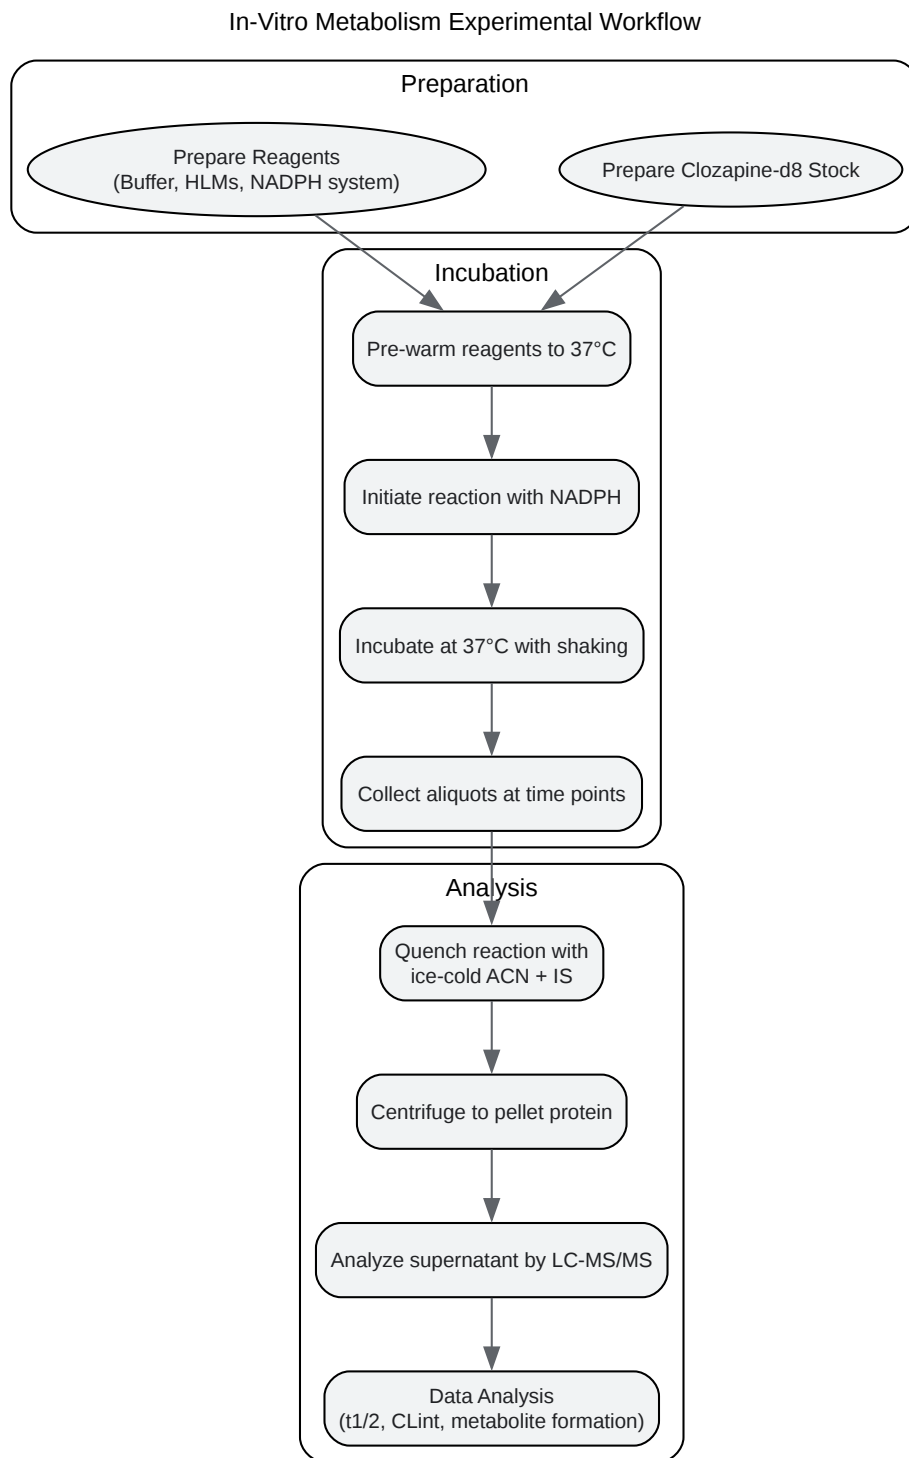 In-Vitro Metabolism Experimental Workflow
Preparation
Prepare Reagents
(Buffer, HLMs, NADPH system)
Prepare Clozapine-d8 Stock
Incubation
Pre-warm reagents to 37°C
Initiate reaction with NADPH
Incubate at 37°C with shaking
Collect aliquots at time points
Analysis
Quench reaction with
ice-cold ACN + IS
Centrifuge to pellet protein
Analyze supernatant by LC-MS/MS
Data Analysis
(t1/2, CLint, metabolite formation)